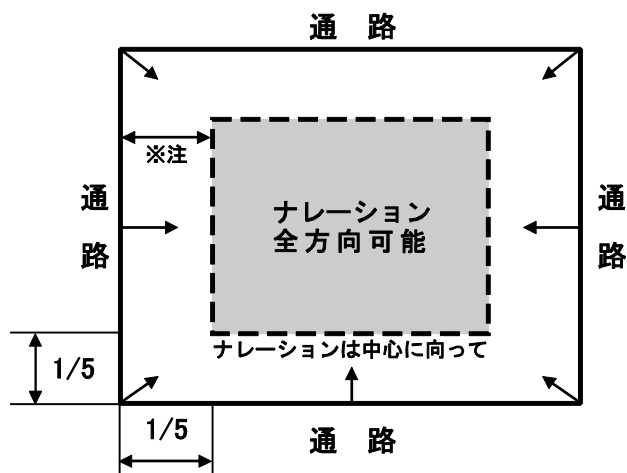 通 路
※注
通
路
通
路
ナレーション
全方向可能
ナレーションは中心に向って
1/5
1/5
通 路